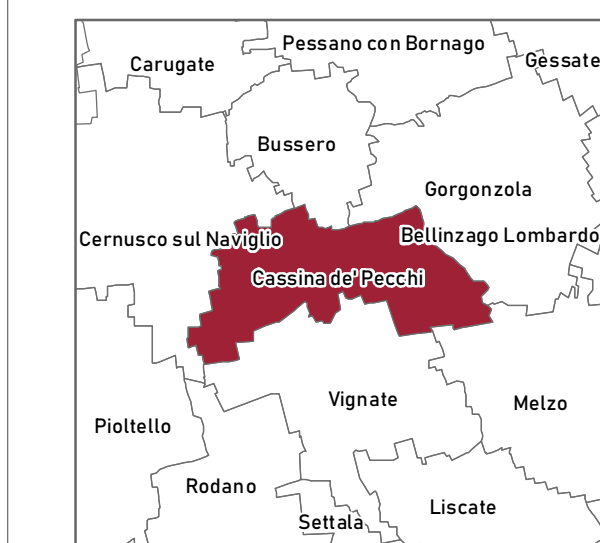 Pessano con Bornago
Carugate
Gessate
Bussero
Gorgonzola
Cernusco sul Naviglio
Bellinzago Lombardo
Cassina de' Pecchi
Vignate
Melzo
Pioltello
Rodano
Liscate
Settala